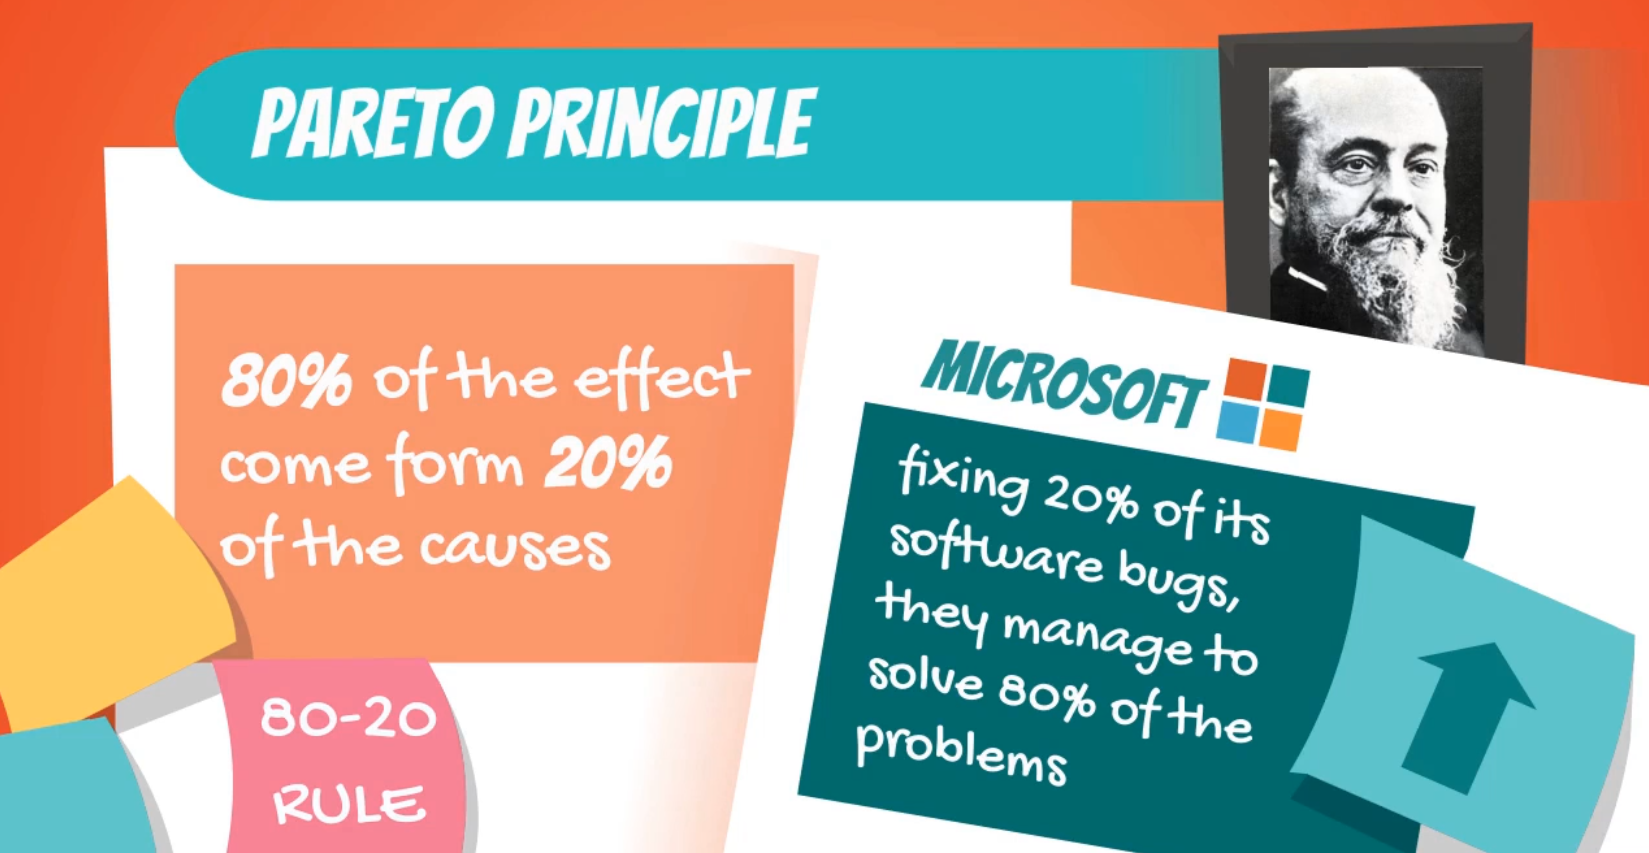 PARETO PRINCIPLE
80% of the effect
come form 20%
of the causes
80-20
RULE
MICROSOFT
fixing 20% of its
software bugs,
they manage to
solve 80% of the
problems